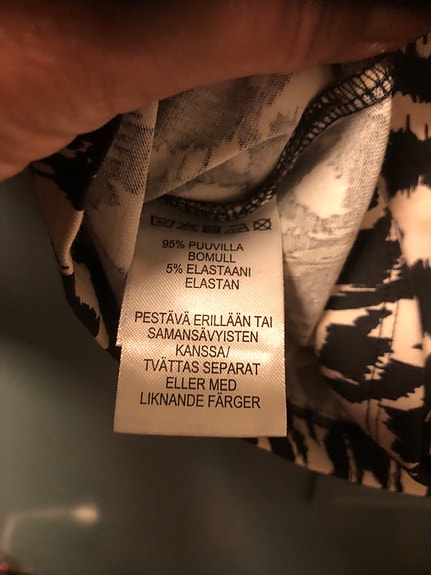 95% PUUVILLA
BOMULL
5% ELASTAANI
ELASTAN
PESTÄVÄ ERILLÄÄN TAI
SAMANSÄVYISTEN
KANSSA/
TVÄTTAS SEPARAT
ELLER MED
LIKNANDE FÄRGER